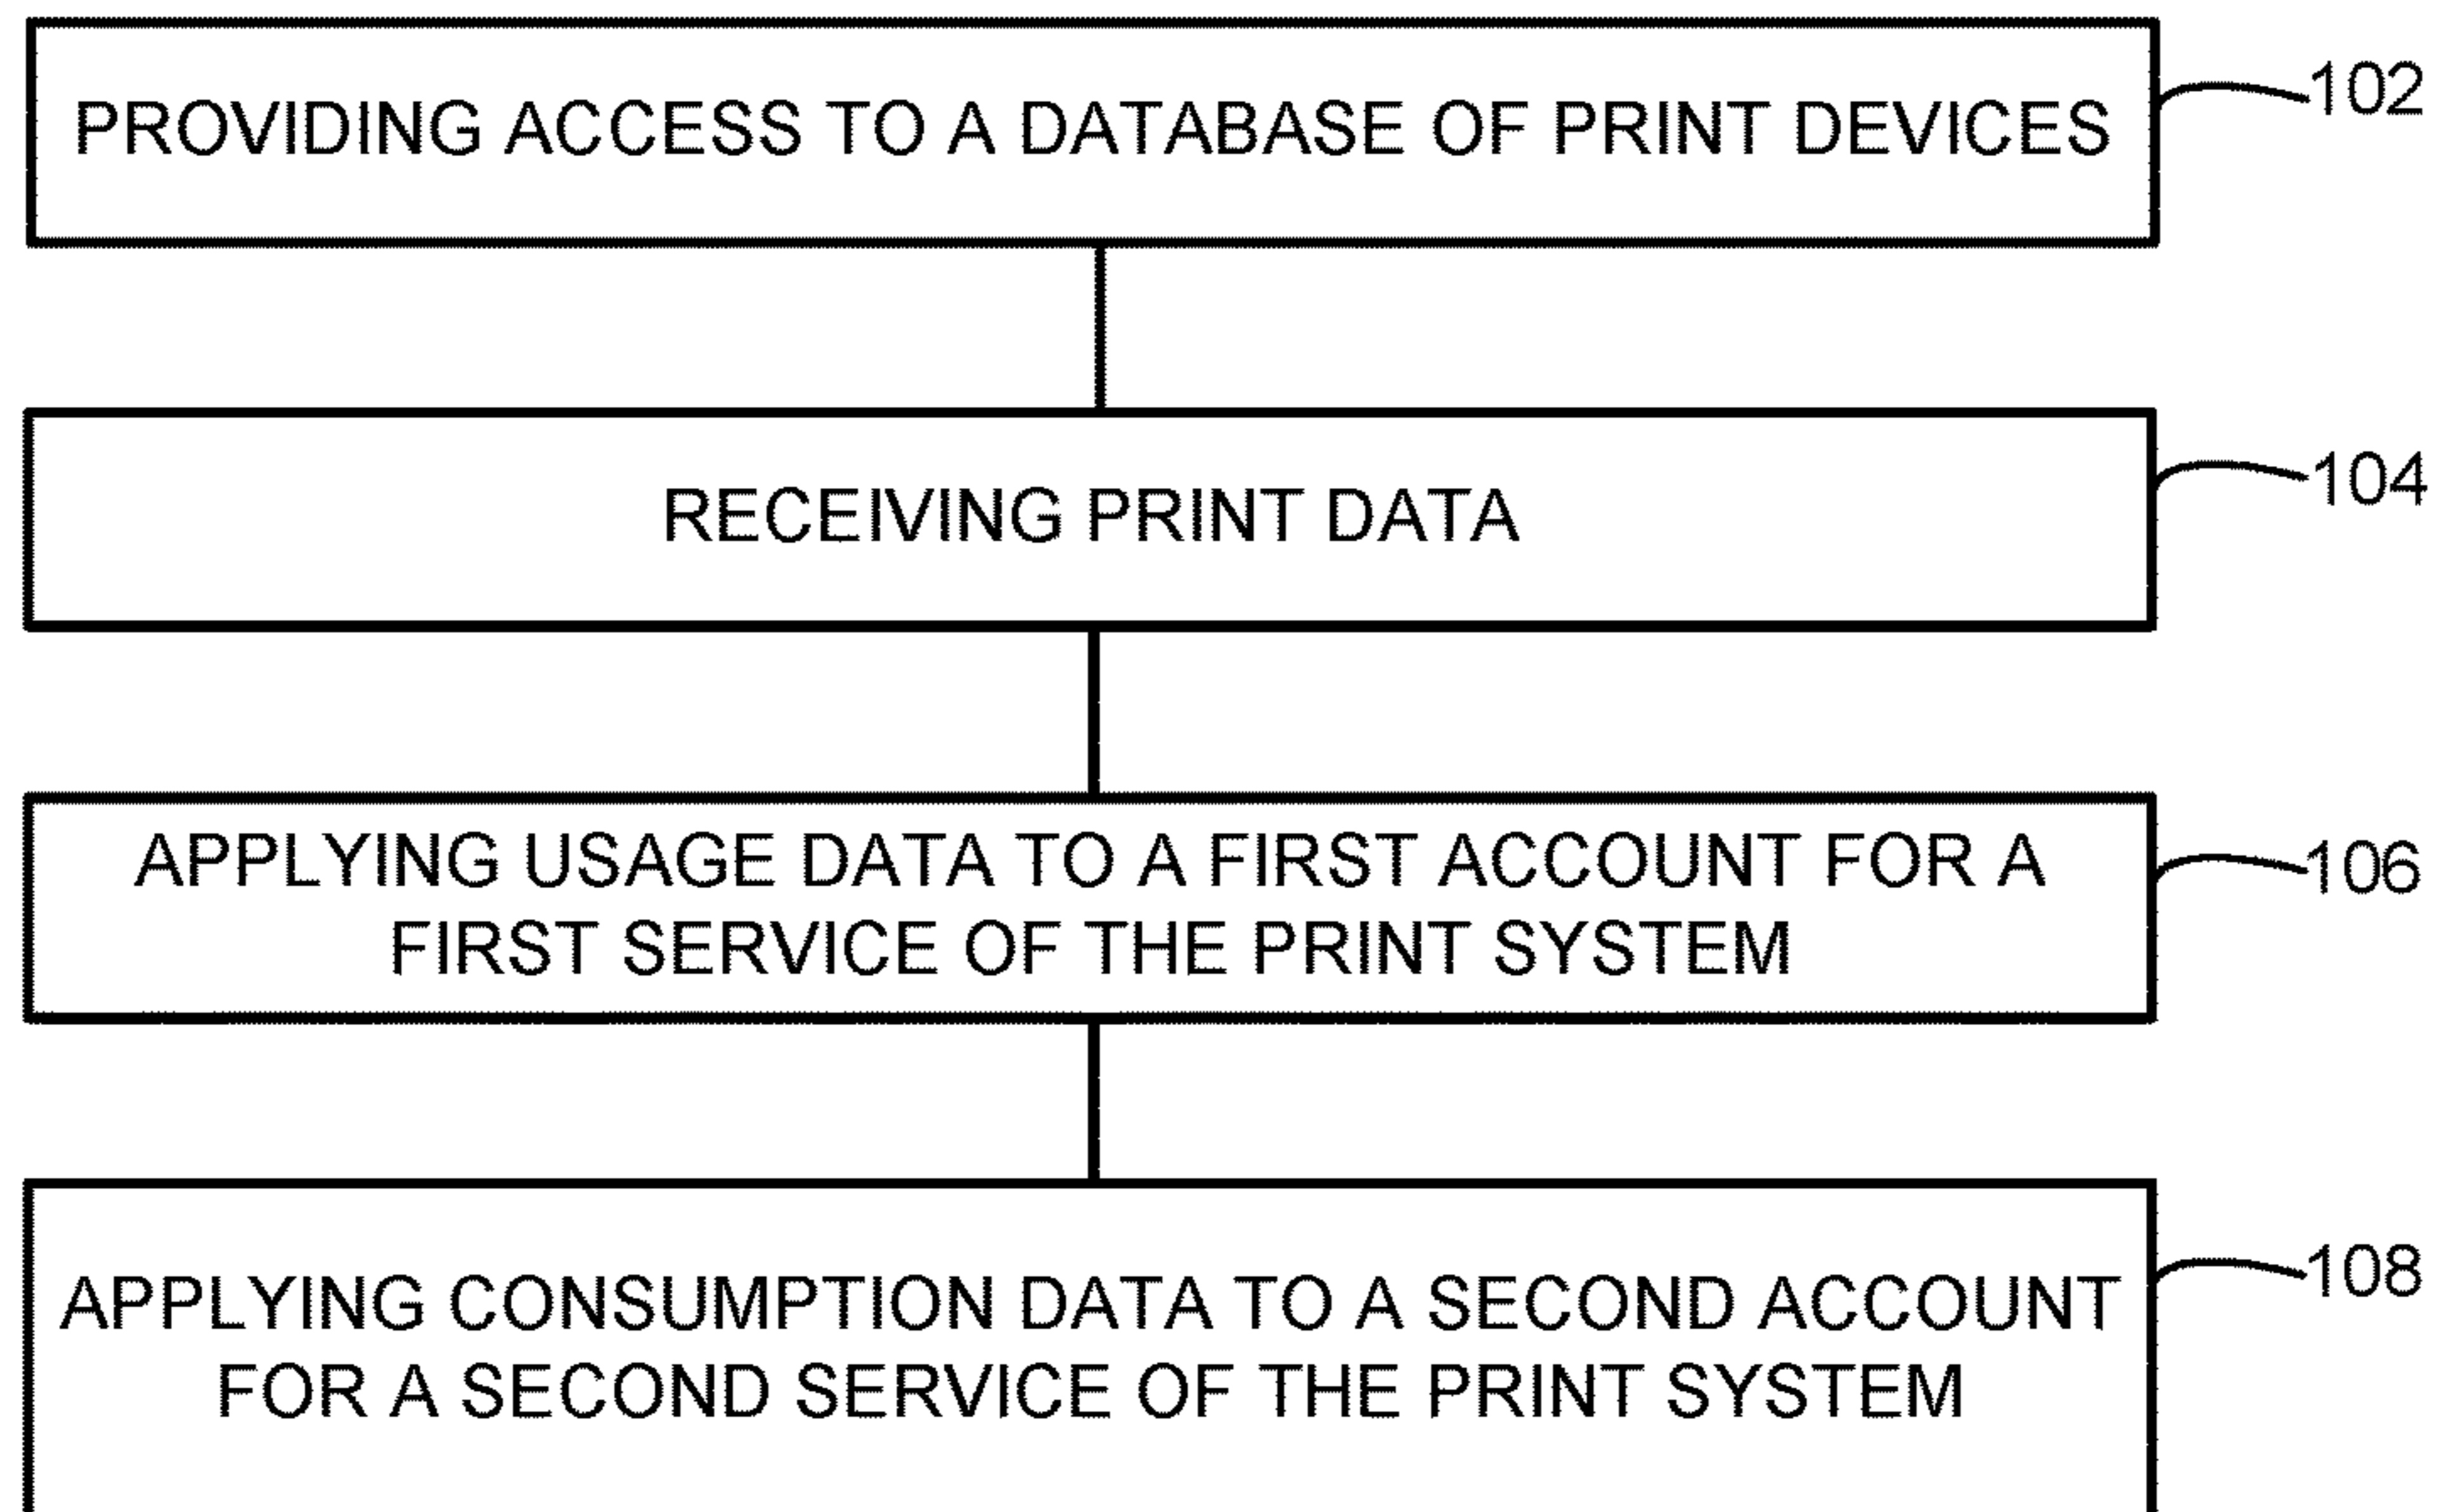 PROVIDING ACCESS TO A DATABASE OF PRINT DEVICES
102
RECEIVING PRINT DATA
104
APPLYING USAGE DATA TO A FIRST ACCOUNT FOR A
FIRST SERVICE OF THE PRINT SYSTEM
106
APPLYING CONSUMPTION DATA TO A SECOND ACCOUNT
FOR A SECOND SERVICE OF THE PRINT SYSTEM
108